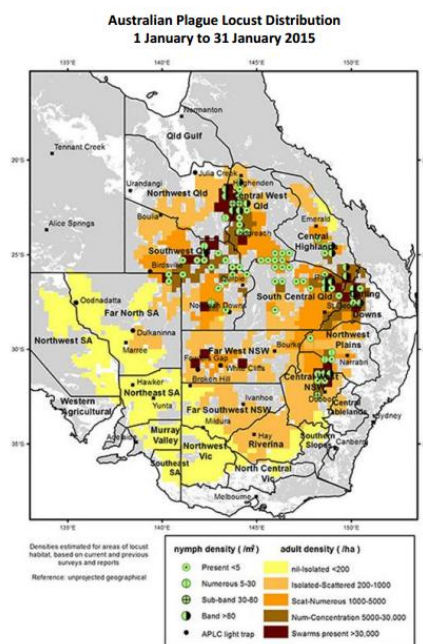 Australian Plague Locust Distribution
1 January to 31 January 2015
135°E
140°E
145°E
150°E
Normanton
Qld Gulf
Tennant Creek
20°S
Julia Creek
Hughenden
Urandangi
Northwest Qld
Central West
Qld
Boulia
Emerald
Alice Springs
Central
Highlands
Southwest Qld
25°S
Birdsville
Oodnadatta
South Central Qld
Downs
Far North SA
Northwest SA
Dulkaninna
Northwest
Plains
Marree
Bourke
Far West NSW
30°S
Narrabri
White Cliffs
Hawker
Broken Hill
Central West
NSW
Northeast SA
Western
Agricultural
Yunta
Ivanhoe
Dubbo
Central
Tablelands
Far Southwest NSW
Sydney
Murray
Valley
Mildura
Hay
Riverina
Southern
Slopes
Adelaide
35°S
Northwest
Vic
Canberra
Southeast
SA
North Central
Vic
Melbourne
Densities estimated for areas of locust
habitat, based on current and previous
surveys and reports
Reference: unprojected geographical
nymph density ( /m² )
Present <5
Numerous 5-30
Sub-band 30-80
Band >80
APLC light trap
adult density ( /ha)
nil-Isolated <200
Isolated-Scattered 200-1000
Scat-Numerous 1000-5000
Num-Concentration 5000-30,000
Swarms present >30,000